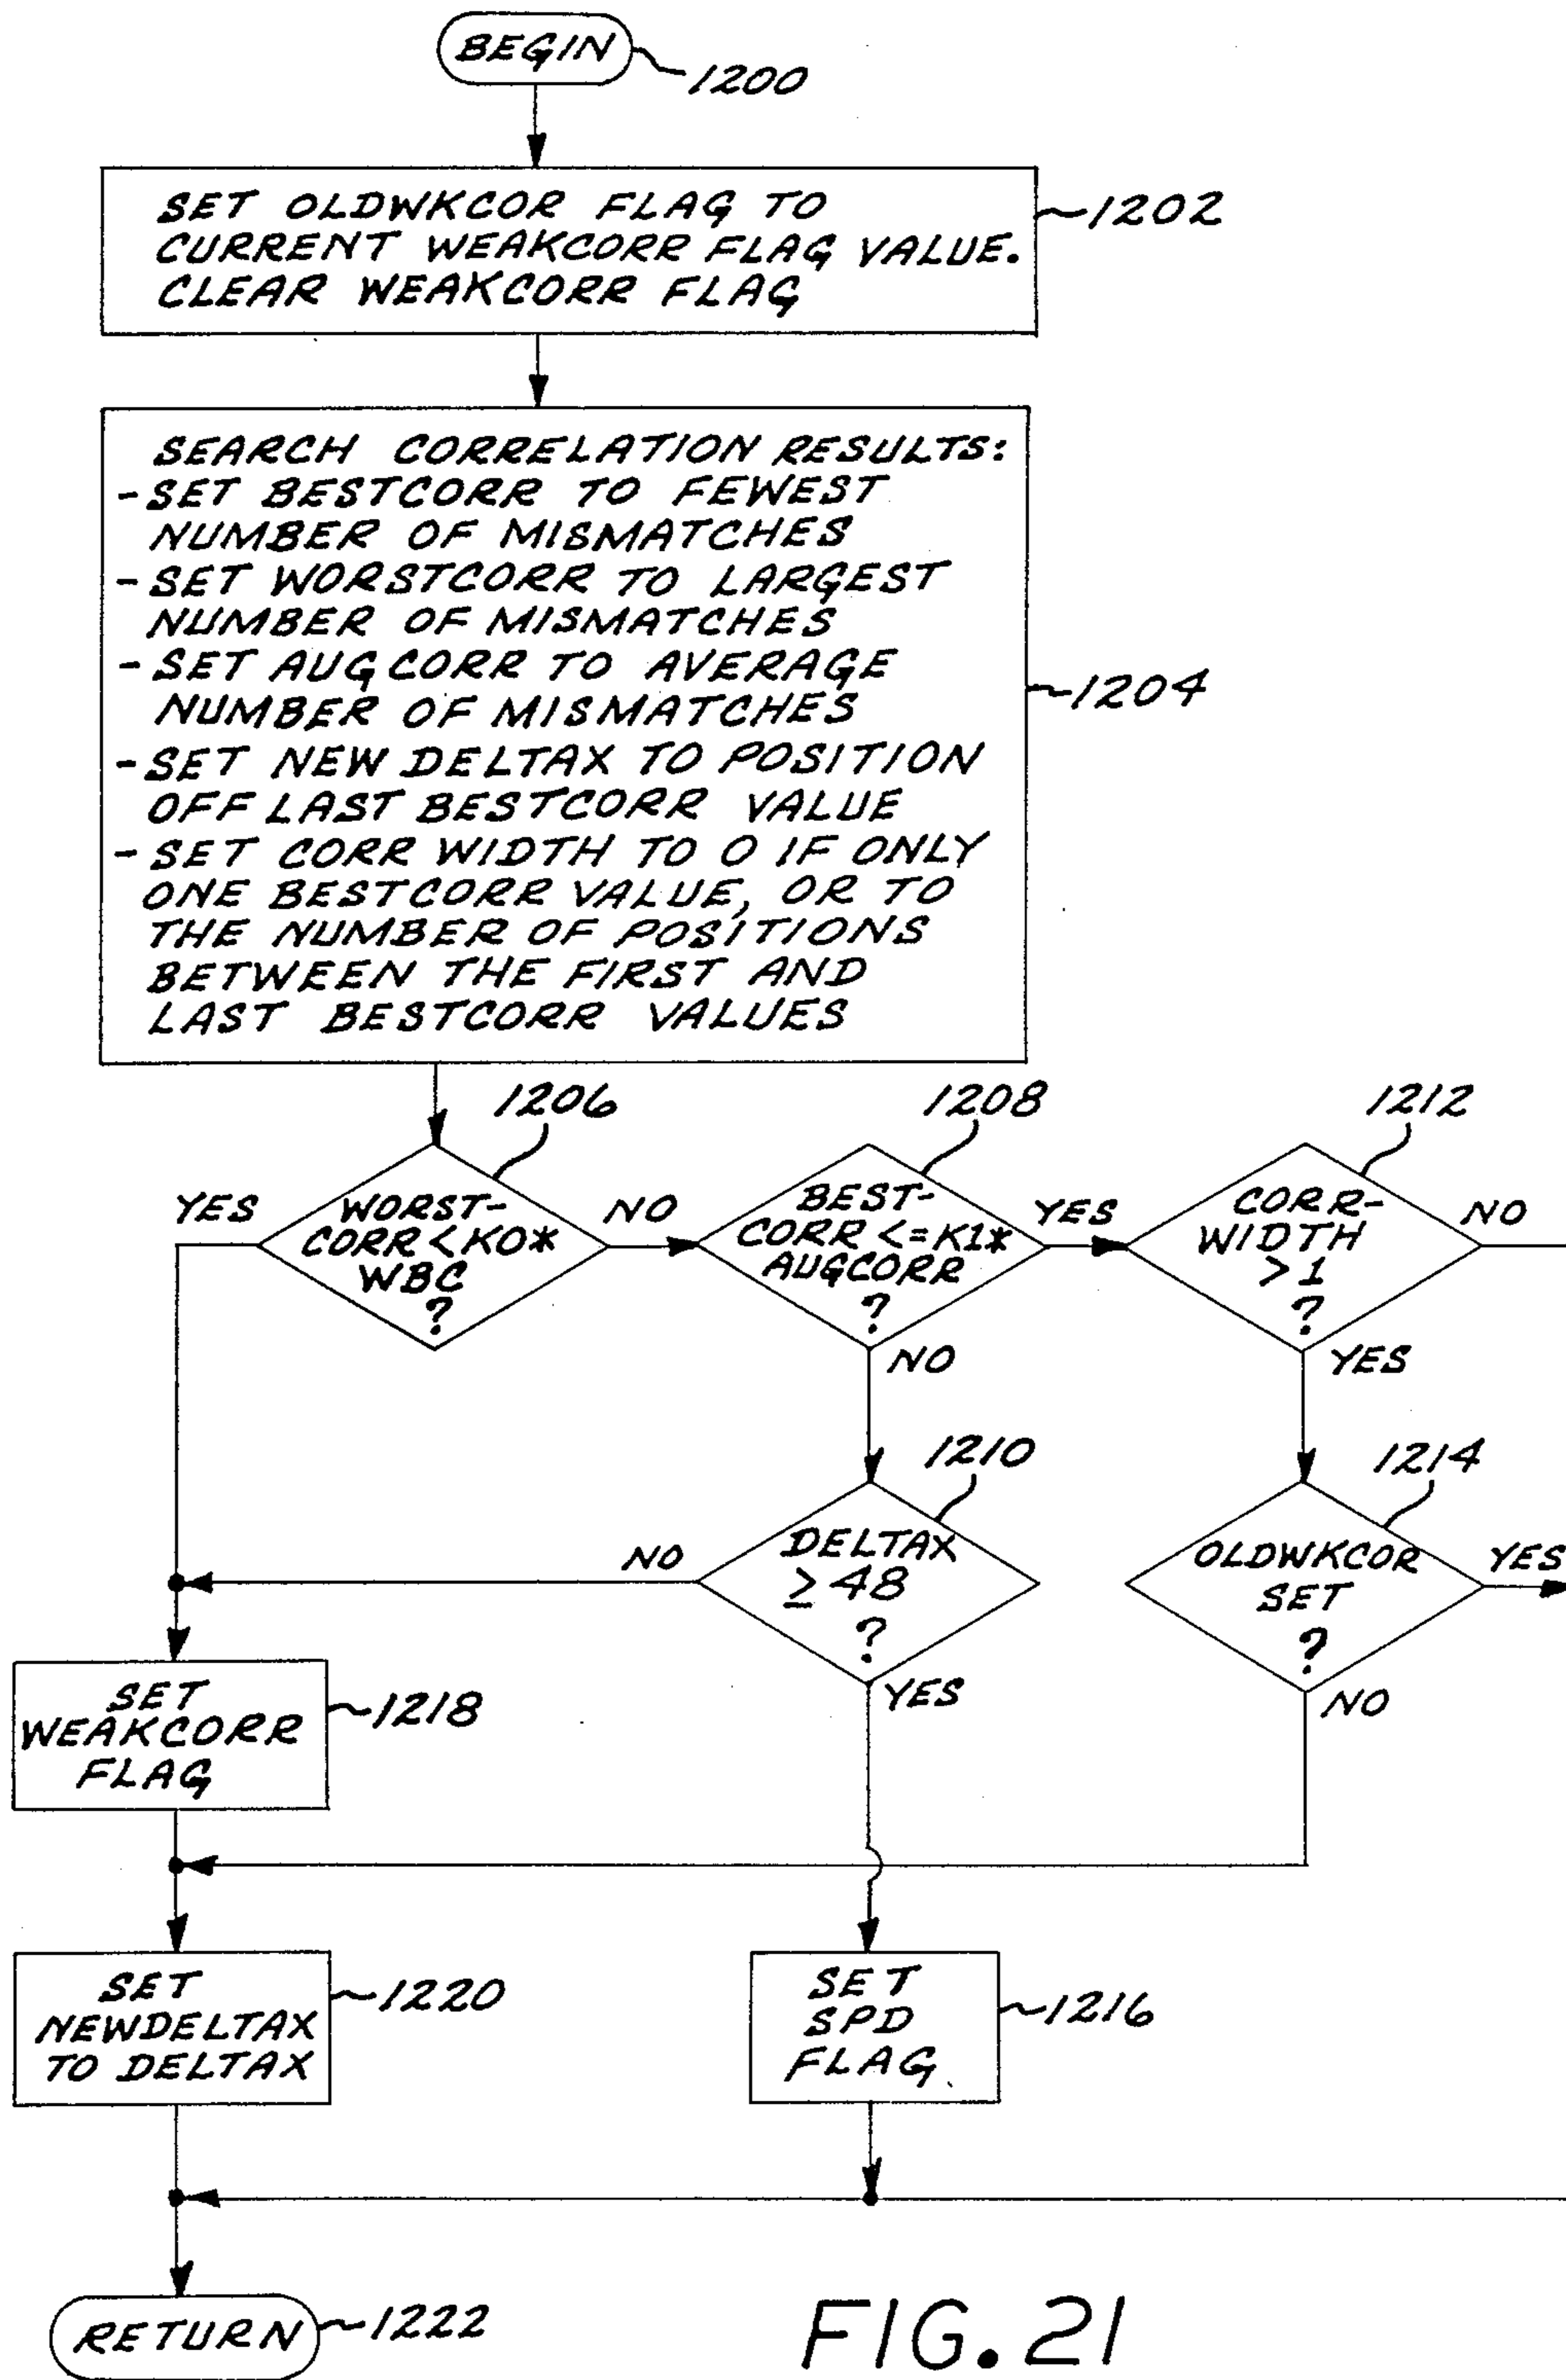 BEGIN
1200
SET OLDWKCOR FLAG TO
CURRENT WEAKCORR FLAG VALUE.
CLEAR WEAKCORR FLAG
1202
SEARCH CORRELATION RESULTS:
-SET BESTCORR TO FEWEST
NUMBER OF MISMATCHES
-SET WORSTCORR TO LARGEST
NUMBER OF MISMATCHES
-SET AUGCORR TO AVERAGE
NUMBER OF MISMATCHES
-SET NEW DELTAX TO POSITION
OFF LAST BESTCORR VALUE
-SET CORR WIDTH TO 0 IF ONLY
ONE BESTCORR VALUE, OR TO
THE NUMBER OF POSITIONS
BETWEEN THE FIRST AND
LAST BESTCORR VALUES
1204
1206
1208
1212
YES
WORST-
CORR<K0*
WBC
?
NO
BEST-
CORR<=K1*
AUGCORR
?
YES
CORR-
WIDTH
>1
?
NO
NO
YES
1210
1214
NO
DELTAX
≥48
?
OLDWKCOR
SET
?
YES
YES
NO
SET
WEAKCORR
FLAG
1218
SET
NEWDELTAX
TO DELTAX
1220
SET
SPD
FLAG
1216
RETURN
1222
FIG. 21